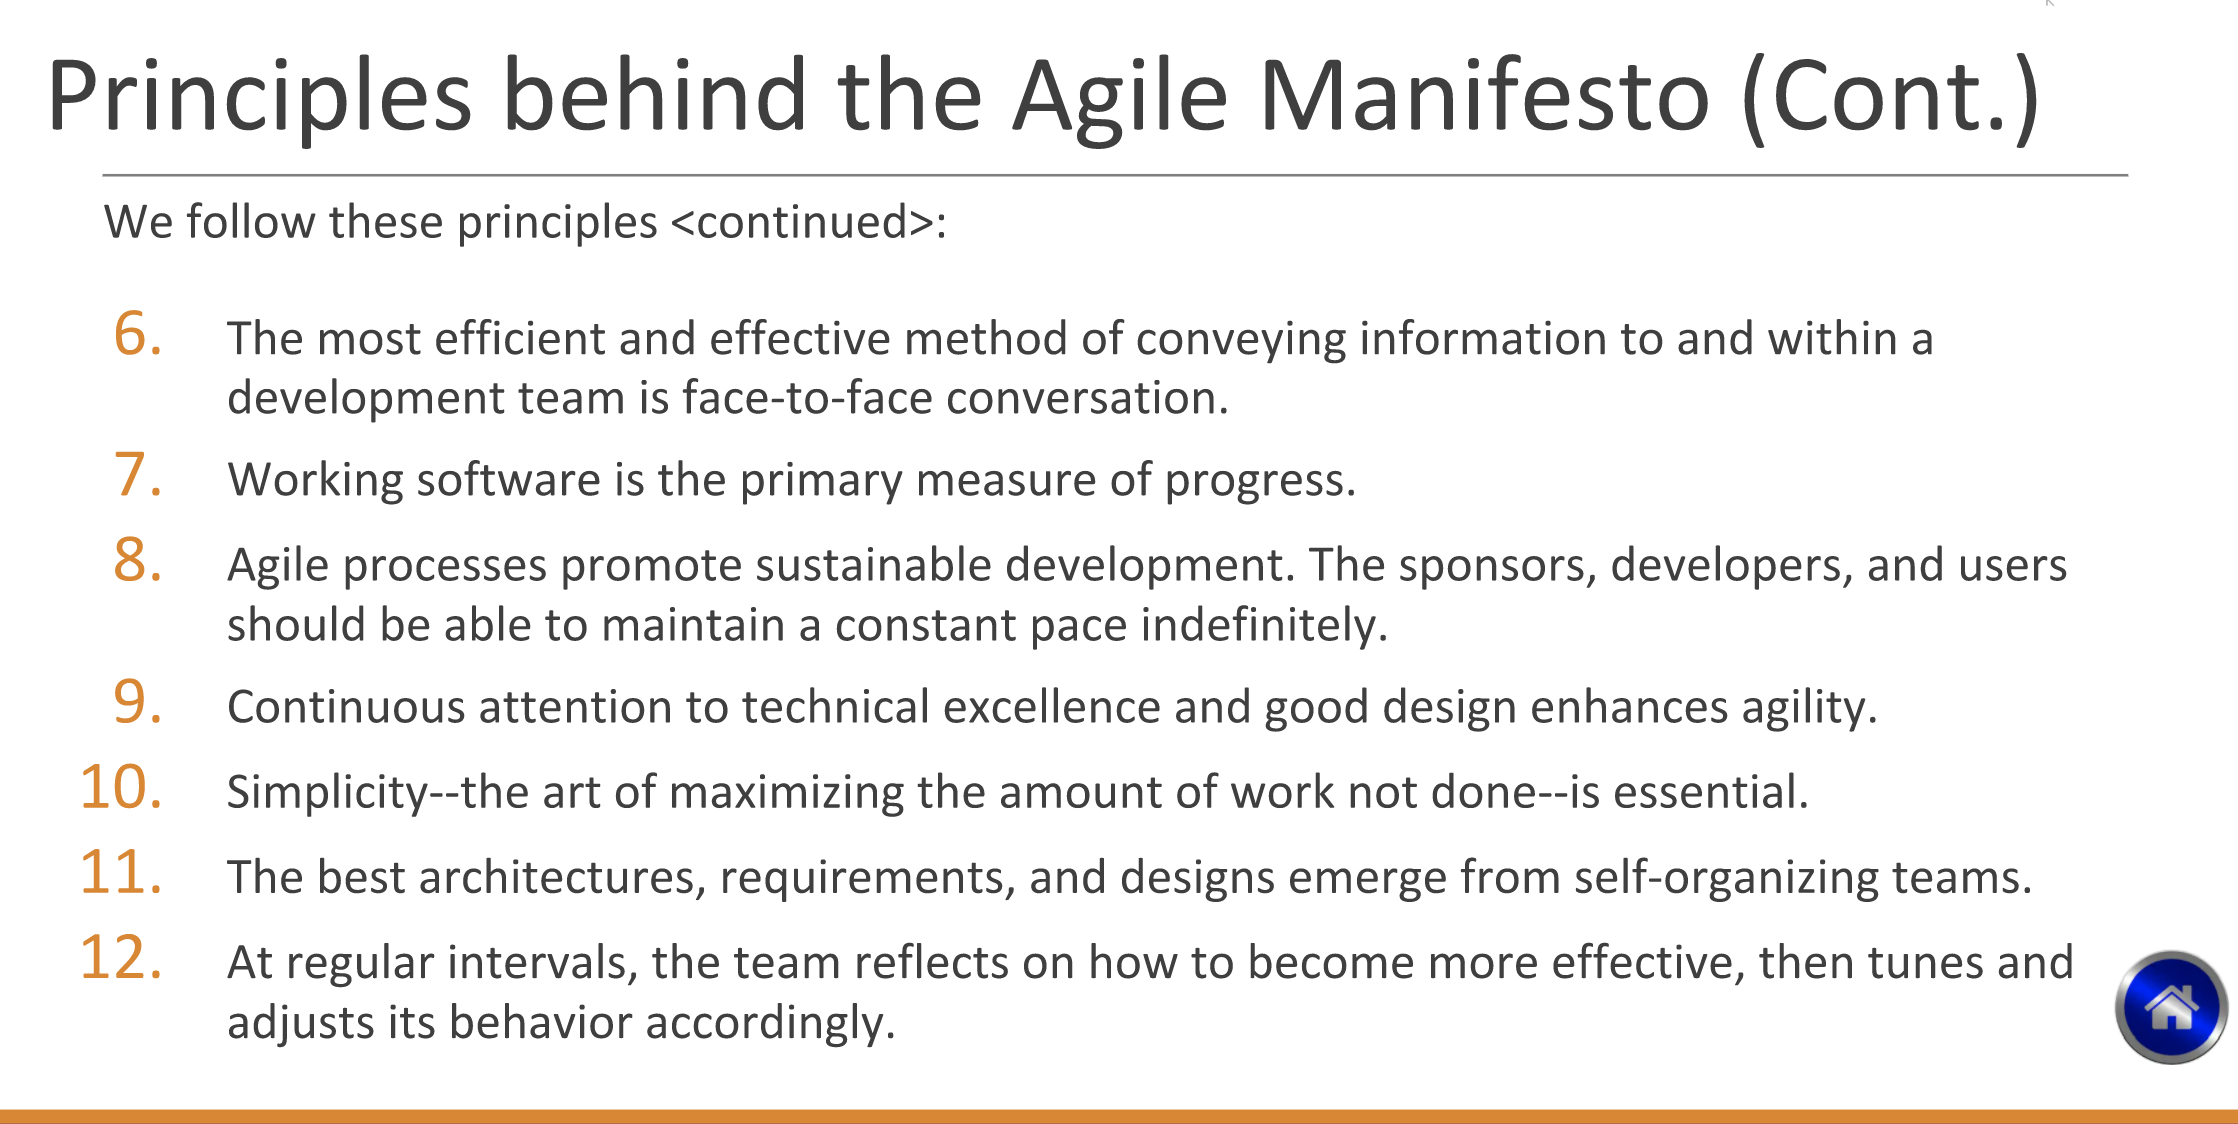 Principles behind the Agile Manifesto (Cont.)
We follow these principles <continued>:
6. The most efficient and effective method of conveying information to and within a
development team is face-to-face conversation.
7. Working software is the primary measure of progress.
8. Agile processes promote sustainable development. The sponsors, developers, and users
should be able to maintain a constant pace indefinitely.
9. Continuous attention to technical excellence and good design enhances agility.
10. Simplicity--the art of maximizing the amount of work not done--is essential.
11. The best architectures, requirements, and designs emerge from self-organizing teams.
12. At regular intervals, the team reflects on how to become more effective, then tunes and
adjusts its behavior accordingly.